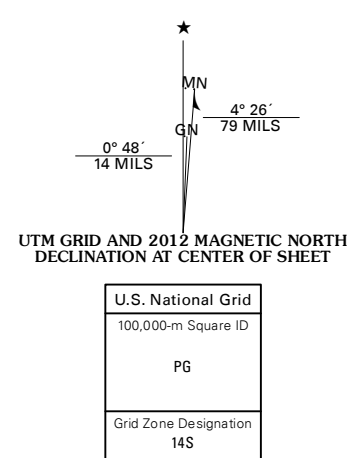 ★
MN
GN
4° 26´
79 MILS
0° 48´
14 MILS
UTM GRID AND 2012 MAGNETIC NORTH
DECLINATION AT CENTER OF SHEET
U.S. National Grid
100,000-m Square ID
PG
Grid Zone Designation
14S